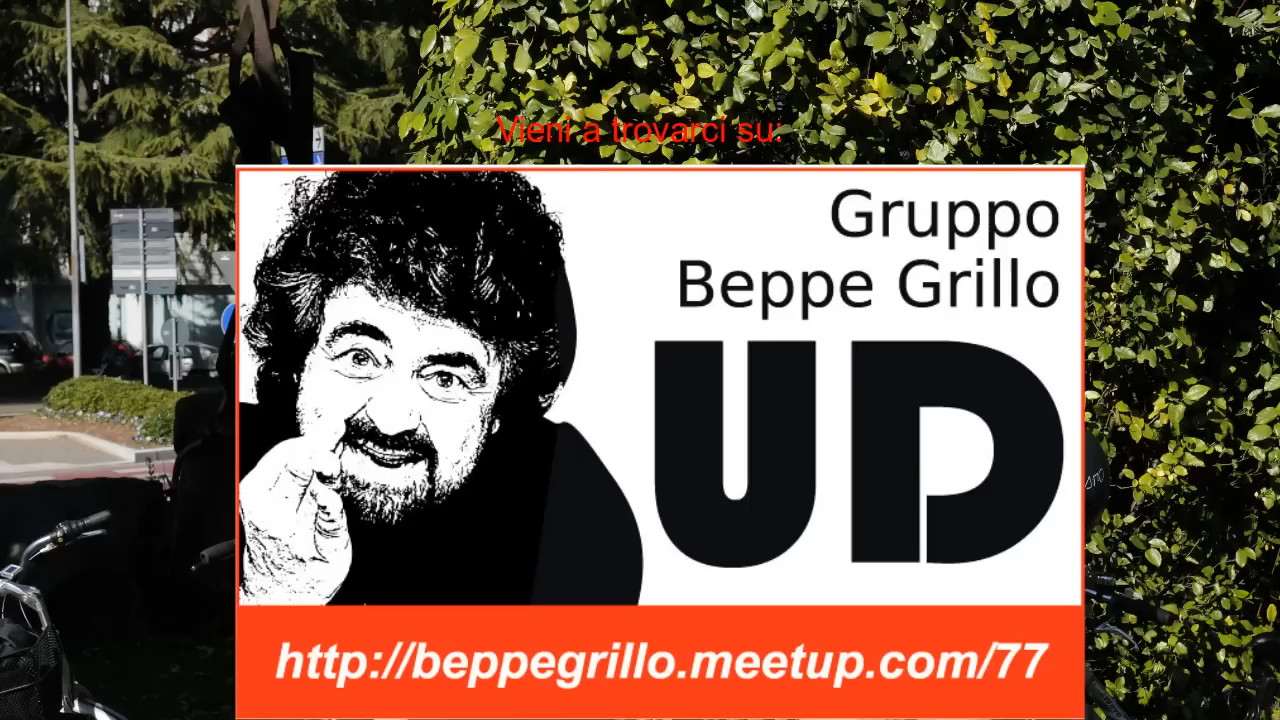 Vieni a trovarci su:
Gruppo
Beppe Grillo
UD
http://beppegrillo.meetup.com/77